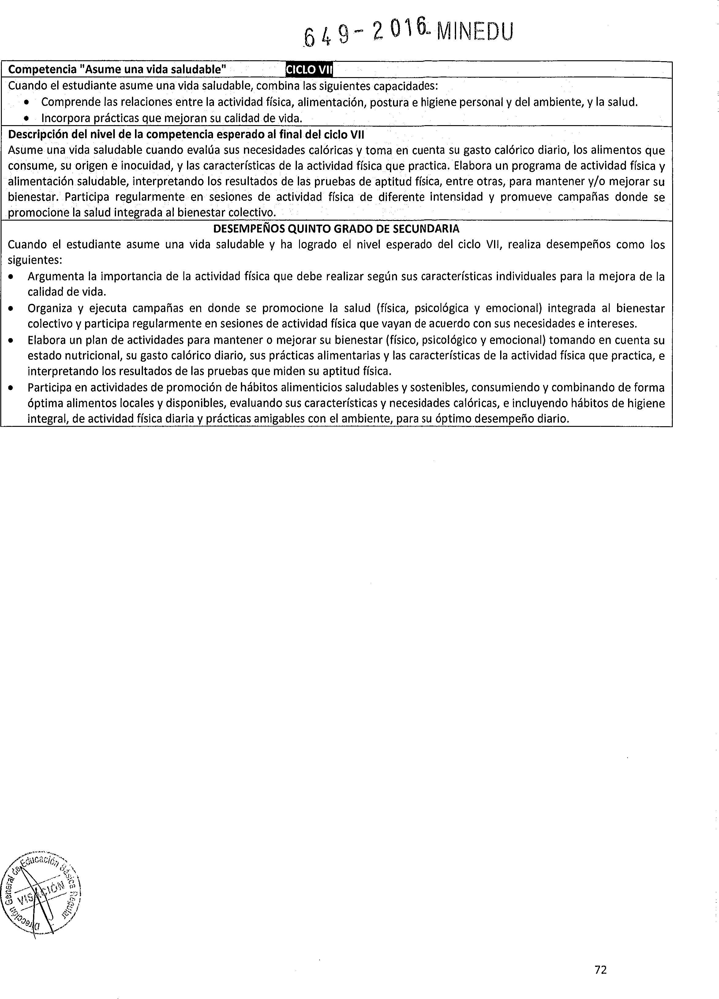 649-2016-MINEDU
Competencia "Asume una vida saludable" CICLO VII
Cuando el estudiante asume una vida saludable, combina las siguientes capacidades:
• Comprende las relaciones entre la actividad física, alimentación, postura e higiene personal y del ambiente, y la salud.
• Incorpora prácticas que mejoran su calidad de vida.
Descripción del nivel de la competencia esperado al final del ciclo VII
Asume una vida saludable cuando evalúa sus necesidades calóricas y toma en cuenta su gasto calórico diario, los alimentos que
consume, su origen e inocuidad, y las características de la actividad física que practica. Elabora un programa de actividad física y
alimentación saludable, interpretando los resultados de las pruebas de aptitud física, entre otras, para mantener y/o mejorar su
bienestar. Participa regularmente en sesiones de actividad física de diferente intensidad y promueve campañas donde se
promocione la salud integrada al bienestar colectivo.
DESEMPEÑOS QUINTO GRADO DE SECUNDARIA
Cuando el estudiante asume una vida saludable y ha logrado el nivel esperado del ciclo VII, realiza desempeños como los
siguientes:
• Argumenta la importancia de la actividad física que debe realizar según sus características individuales para la mejora de la
calidad de vida.
• Organiza y ejecuta campañas en donde se promocione la salud (física, psicológica y emocional) integrada al bienestar
colectivo y participa regularmente en sesiones de actividad física que vayan de acuerdo con sus necesidades e intereses.
• Elabora un plan de actividades para mantener o mejorar su bienestar (físico, psicológico y emocional) tomando en cuenta su
estado nutricional, su gasto calórico diario, sus prácticas alimentarias y las características de la actividad física que practica, e
interpretando los resultados de las pruebas que miden su aptitud física.
• Participa en actividades de promoción de hábitos alimenticios saludables y sostenibles, consumiendo y combinando de forma
óptima alimentos locales y disponibles, evaluando sus características y necesidades calóricas, e incluyendo hábitos de higiene
integral, de actividad física diaria y prácticas amigables con el ambiente, para su óptimo desempeño diario.
Dirección General de Educación Básica Regular
VISACIÓN
72